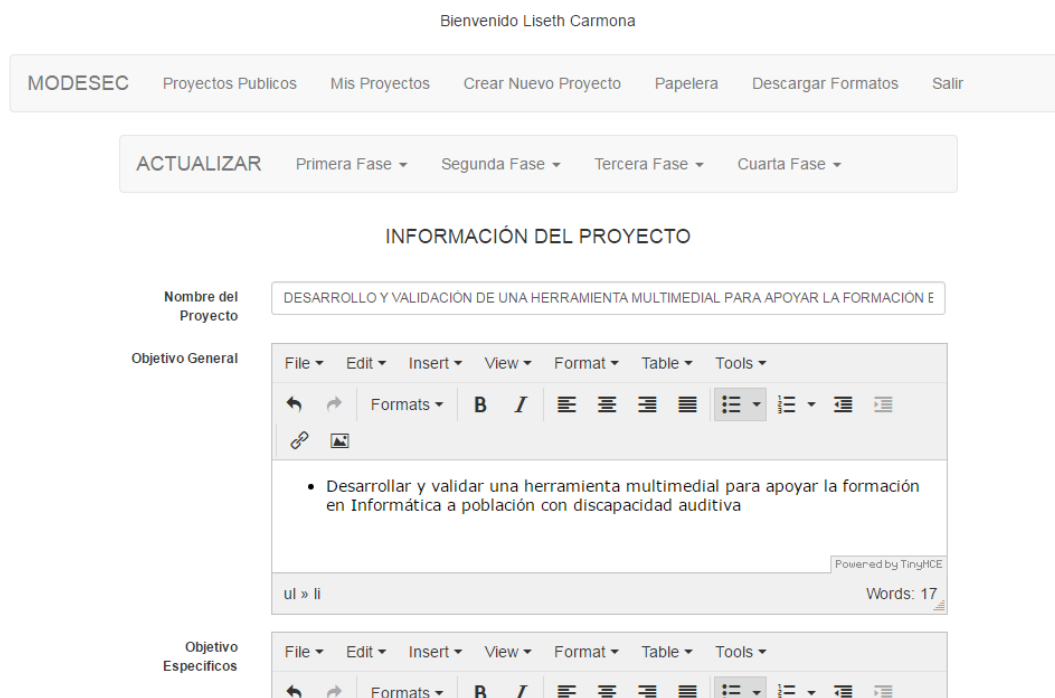 Bienvenido Liseth Carmona
MODESEC Proyectos Publicos Mis Proyectos Crear Nuevo Proyecto Papelera Descargar Formatos Salir
ACTUALIZAR Primera Fase Segunda Fase Tercera Fase Cuarta Fase
INFORMACIÓN DEL PROYECTO
Nombre del
Proyecto
DESARROLLO Y VALIDACIÓN DE UNA HERRAMIENTA MULTIMEDIAL PARA APOYAR LA FORMACIÓN E
Objetivo General
File Edit Insert View Format Table Tools
Formats B I
Desarrollar y validar una herramienta multimedial para apoyar la formación
en Informática a población con discapacidad auditiva
Powered by TinyMCE
ul » li Words: 17
Objetivo
Especificos
File Edit Insert View Format Table Tools
Formats B I